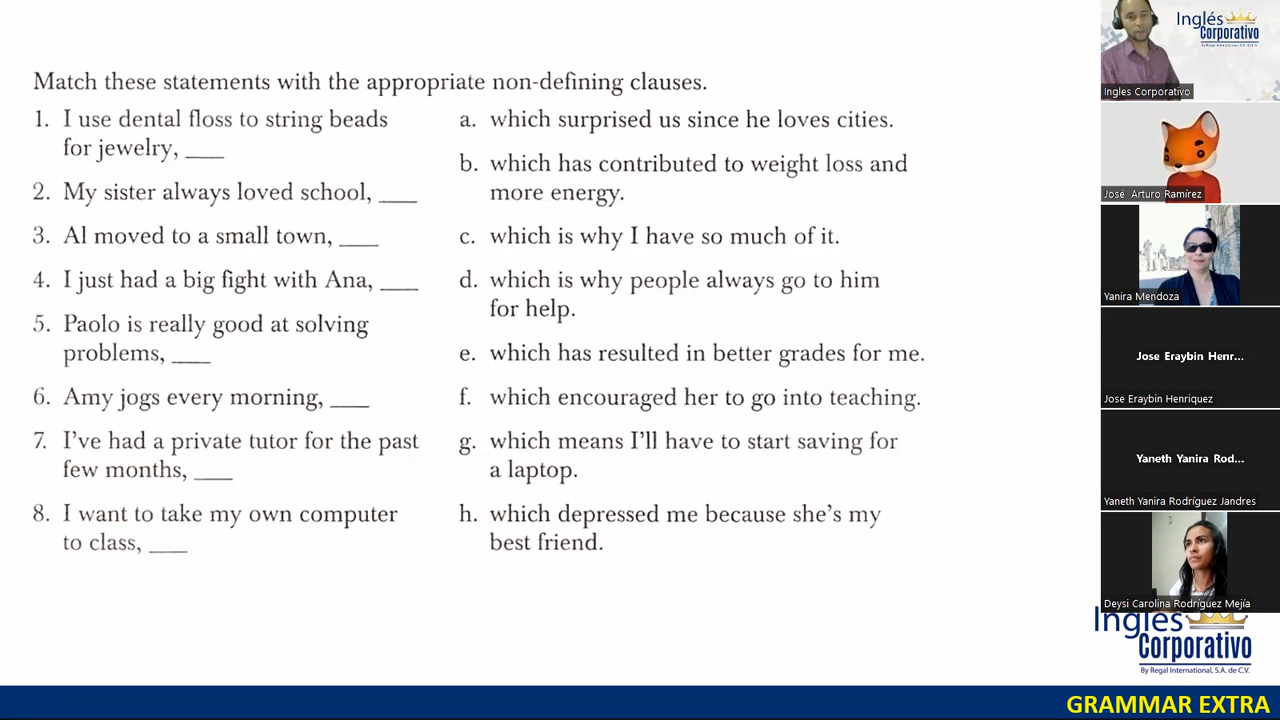 Match these statements with the appropriate non-defining clauses.
1. I use dental floss to string beads
for jewelry, ___
2. My sister always loved school, ___
3. Al moved to a small town, ___
4. I just had a big fight with Ana, ___
5. Paolo is really good at solving
problems, ___
6. Amy jogs every morning, ___
7. I've had a private tutor for the past
few months, ___
8. I want to take my own computer
to class, ___
a. which surprised us since he loves cities.
b. which has contributed to weight loss and
more energy.
c. which is why I have so much of it.
d. which is why people always go to him
for help.
e. which has resulted in better grades for me.
f. which encouraged her to go into teaching.
g. which means I'll have to start saving for
a laptop.
h. which depressed me because she's my
best friend.
Inglés
Corporativo
By Regal International, S.A. de C.V.
Ingles Corporativo
José Arturo Ramírez
Yanira Mendoza
Jose Eraybin Henr...
Jose Eraybin Henriquez
Yaneth Yanira Rod...
Yaneth Yanira Rodríguez Jandres
Deysi Carolina Rodríguez Mejía
Inglés
Corporativo
By Regal International, S.A. de C.V.
GRAMMAR EXTRA